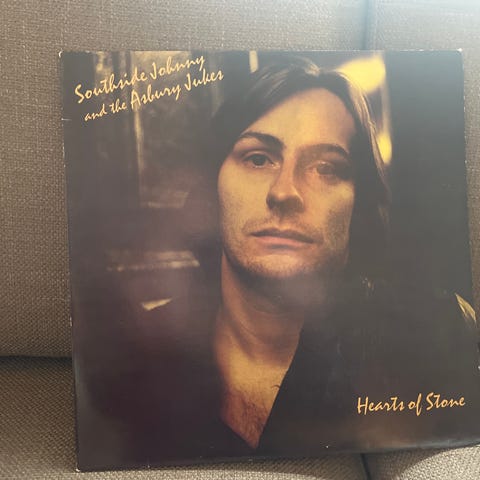 Southside Johnny
and the Asbury Jukes
Hearts of Stone